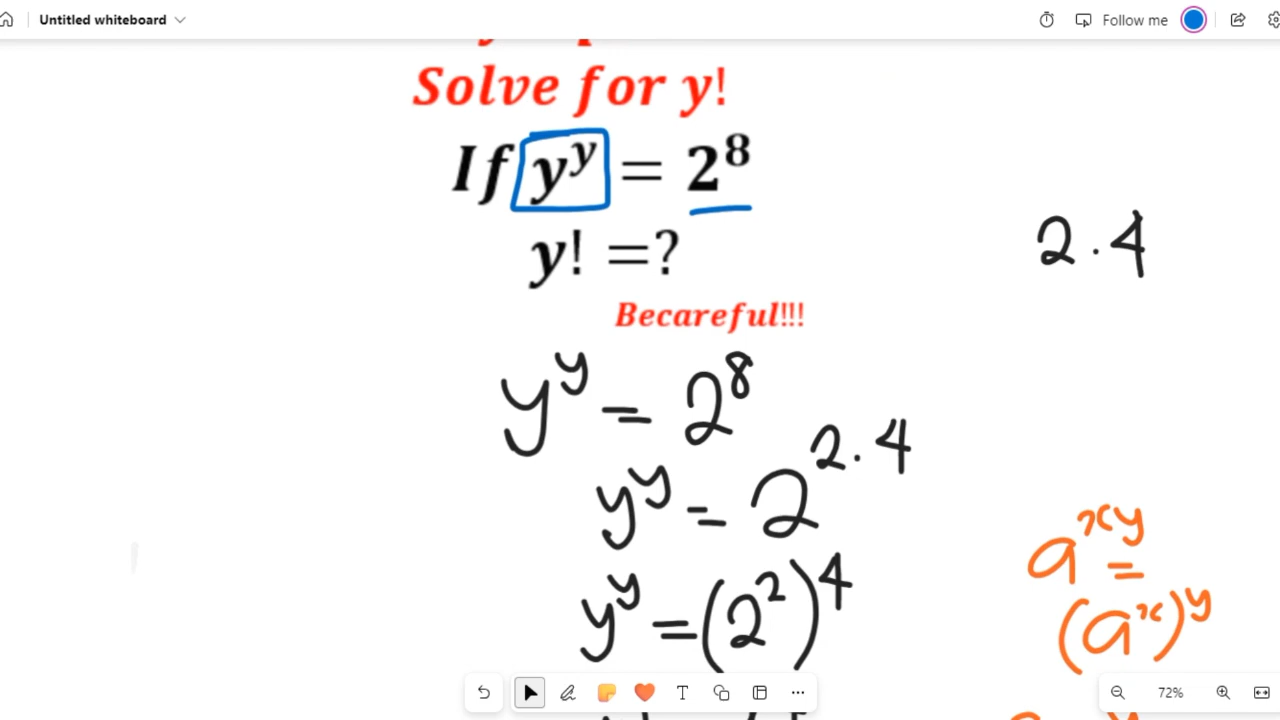 Untitled whiteboard
Follow me
Solve for y!
If y^y = 2^8
y! =?
2.4
Becareful!!!
y^y = 2^8
y^y = 2^2.4
y^y = (2^2)^4
a^xy =
(a^x)^y
72%